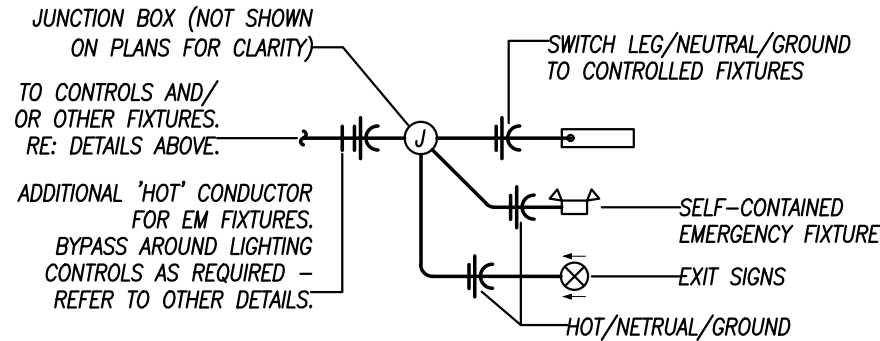 JUNCTION BOX (NOT SHOWN
ON PLANS FOR CLARITY)
SWITCH LEG/NEUTRAL/GROUND
TO CONTROLLED FIXTURES
TO CONTROLS AND/
OR OTHER FIXTURES.
RE: DETAILS ABOVE.
J
ADDITIONAL 'HOT' CONDUCTOR
FOR EM FIXTURES.
BYPASS AROUND LIGHTING
CONTROLS AS REQUIRED –
REFER TO OTHER DETAILS.
SELF-CONTAINED
EMERGENCY FIXTURE
EXIT SIGNS
HOT/NETRUAL/GROUND